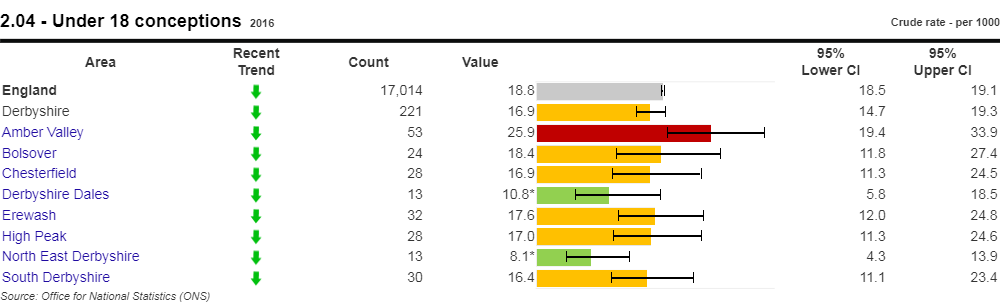 2.04 - Under 18 conceptions 2016 Crude rate - per 1000
Area Recent Trend Count Value 95% Lower CI 95% Upper CI
England 17,014 18.8 18.5 19.1
Derbyshire 221 16.9 14.7 19.3
Amber Valley 53 25.9 19.4 33.9
Bolsover 24 18.4 11.8 27.4
Chesterfield 28 16.9 11.3 24.5
Derbyshire Dales 13 10.8* 5.8 18.5
Erewash 32 17.6 12.0 24.8
High Peak 28 17.0 11.3 24.6
North East Derbyshire 13 8.1* 4.3 13.9
South Derbyshire 30 16.4 11.1 23.4
Source: Office for National Statistics (ONS)